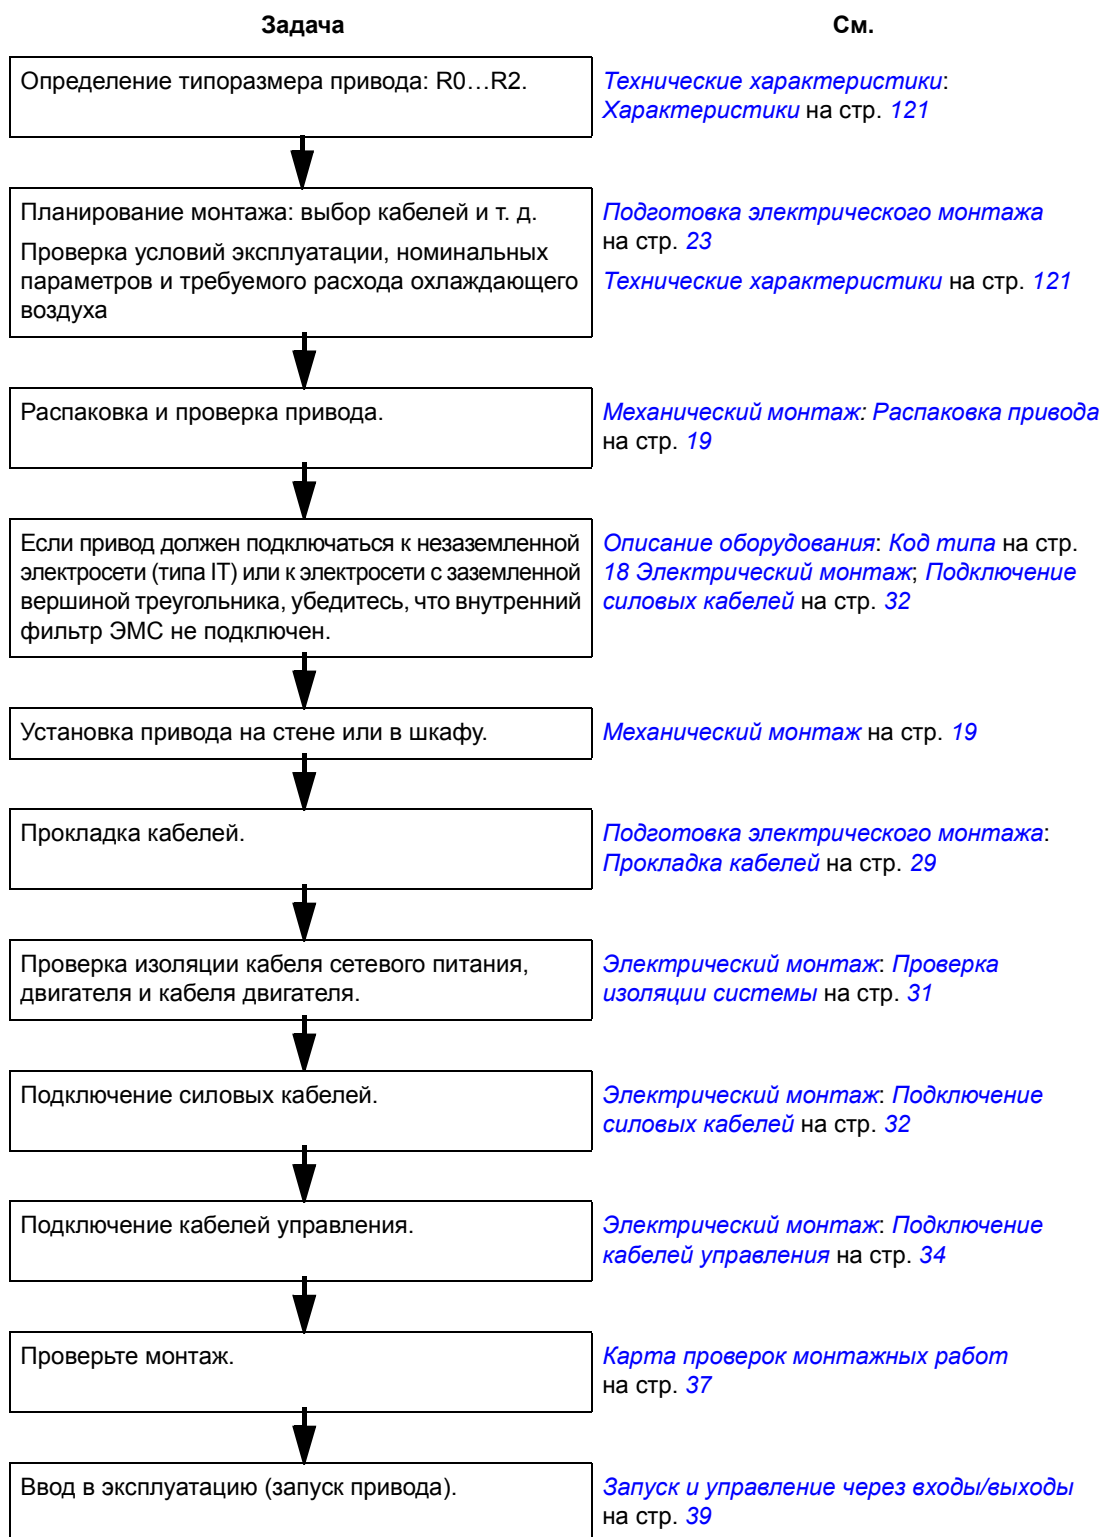 Задача
См.
Определение типоразмера привода: R0…R2.
Технические характеристики:
Характеристики на стр. 121
Планирование монтажа: выбор кабелей и т. д.
Проверка условий эксплуатации, номинальных
параметров и требуемого расхода охлаждающего
воздуха
Подготовка электрического монтажа
на стр. 23
Технические характеристики на стр. 121
Распаковка и проверка привода.
Механический монтаж: Распаковка привода
на стр. 19
Если привод должен подключаться к незаземленной
электросети (типа IT) или к электросети с заземленной
вершиной треугольника, убедитесь, что внутренний
фильтр ЭМС не подключен.
Описание оборудования: Код типа на стр.
18 Электрический монтаж; Подключение
силовых кабелей на стр. 32
Установка привода на стене или в шкафу.
Механический монтаж на стр. 19
Прокладка кабелей.
Подготовка электрического монтажа:
Прокладка кабелей на стр. 29
Проверка изоляции кабеля сетевого питания,
двигателя и кабеля двигателя.
Электрический монтаж: Проверка
изоляции системы на стр. 31
Подключение силовых кабелей.
Электрический монтаж: Подключение
силовых кабелей на стр. 32
Подключение кабелей управления.
Электрический монтаж: Подключение
кабелей управления на стр. 34
Проверьте монтаж.
Карта проверок монтажных работ
на стр. 37
Ввод в эксплуатацию (запуск привода).
Запуск и управление через входы/выходы
на стр. 39